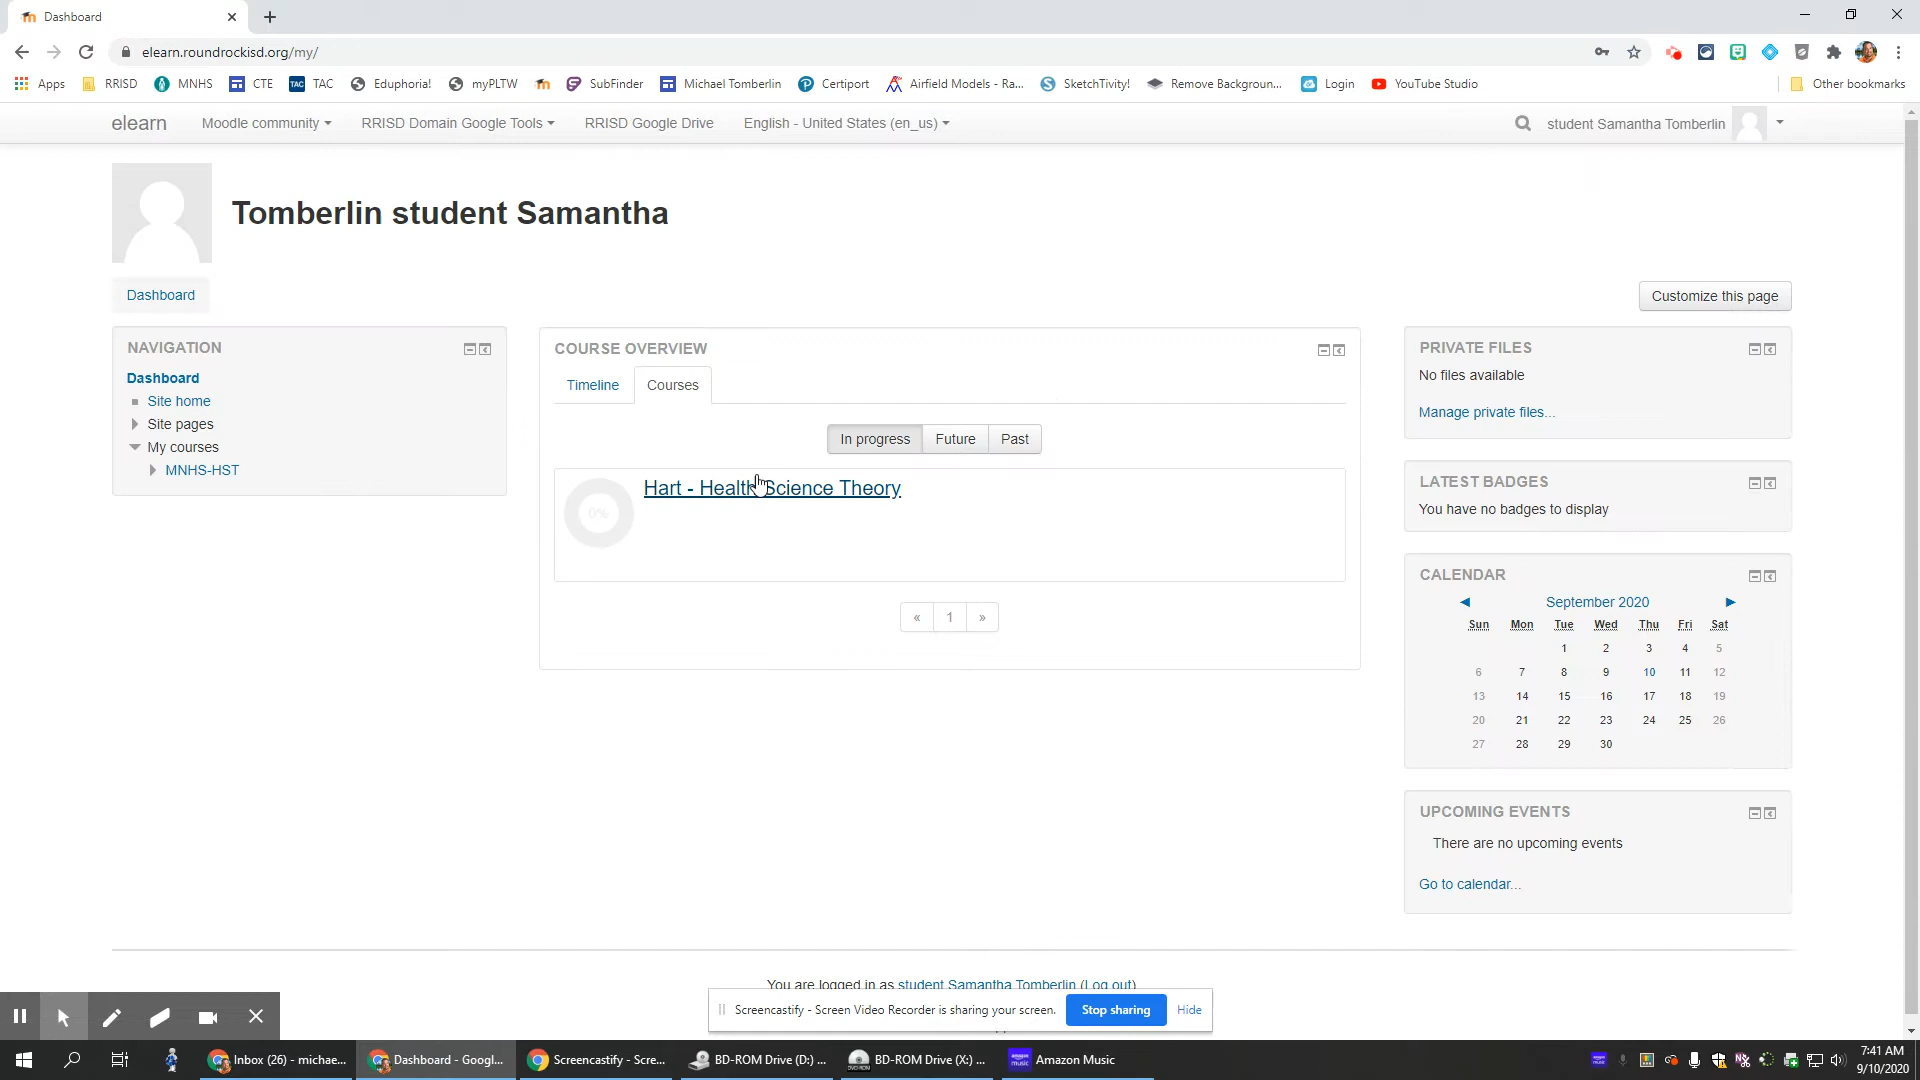 Dashboard
elearn.roundrockisd.org/my/
Apps RRISD MNHS CTE TAC Eduphoria! myPLTW SubFinder Michael Tomberlin Certiport Airfield Models - Ra... SketchTivity! Remove Backgroun... Login YouTube Studio Other bookmarks
elearn Moodle community RRISD Domain Google Tools RRISD Google Drive English - United States (en_us) student Samantha Tomberlin
Tomberlin student Samantha
Dashboard
Customize this page
NAVIGATION
Dashboard
Site home
Site pages
My courses
MNHS-HST
COURSE OVERVIEW
Timeline Courses
In progress Future Past
0%
Hart - Health Science Theory
« 1 »
PRIVATE FILES
No files available
Manage private files...
LATEST BADGES
You have no badges to display
CALENDAR
◄ September 2020 ►
Sun Mon Tue Wed Thu Fri Sat
1 2 3 4 5
6 7 8 9 10 11 12
13 14 15 16 17 18 19
20 21 22 23 24 25 26
27 28 29 30
UPCOMING EVENTS
There are no upcoming events
Go to calendar...
You are logged in as student Samantha Tomberlin (Log out)
Screencastify - Screen Video Recorder is sharing your screen. Stop sharing Hide
Inbox (26) - michae... Dashboard - Googl... Screencastify - Scre... BD-ROM Drive (D:) ... BD-ROM Drive (X:) ... Amazon Music
7:41 AM
9/10/2020